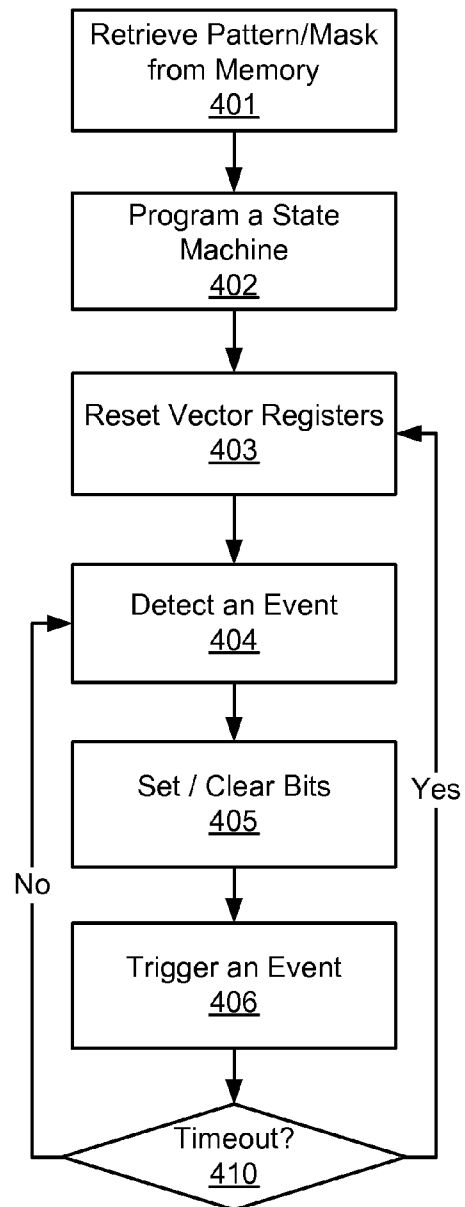 Retrieve Pattern/Mask
from Memory
401
Program a State
Machine
402
Reset Vector Registers
403
Detect an Event
404
Set / Clear Bits
405
Yes
No
Trigger an Event
406
Timeout?
410